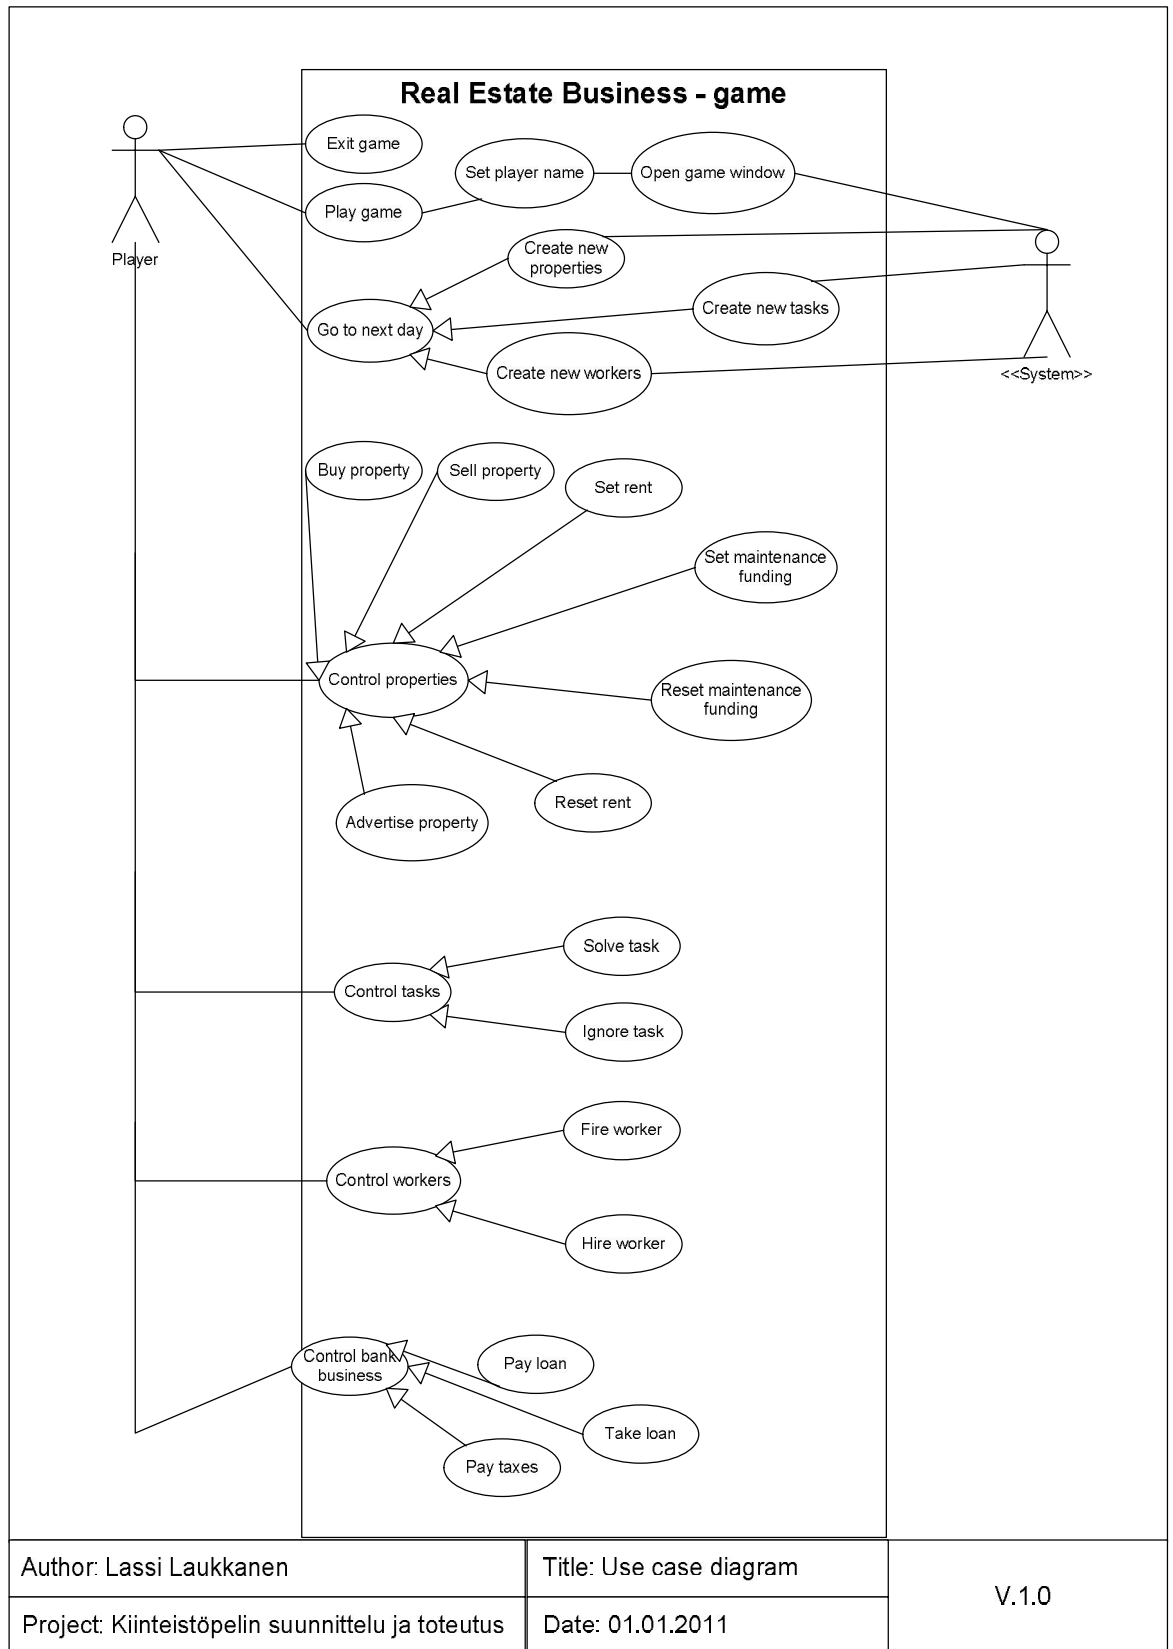 Real Estate Business - game
Exit game
Set player name
Open game window
Play game
Player
Create new
properties
Create new tasks
Go to next day
Create new workers
<<System>>
Buy property
Sell property
Set rent
Set maintenance
funding
Control properties
Reset maintenance
funding
Reset rent
Advertise property
Solve task
Control tasks
Ignore task
Fire worker
Control workers
Hire worker
Control bank
business
Pay loan
Take loan
Pay taxes
Author: Lassi Laukkanen
Title: Use case diagram
V.1.0
Project: Kiinteistöpelin suunnittelu ja toteutus
Date: 01.01.2011